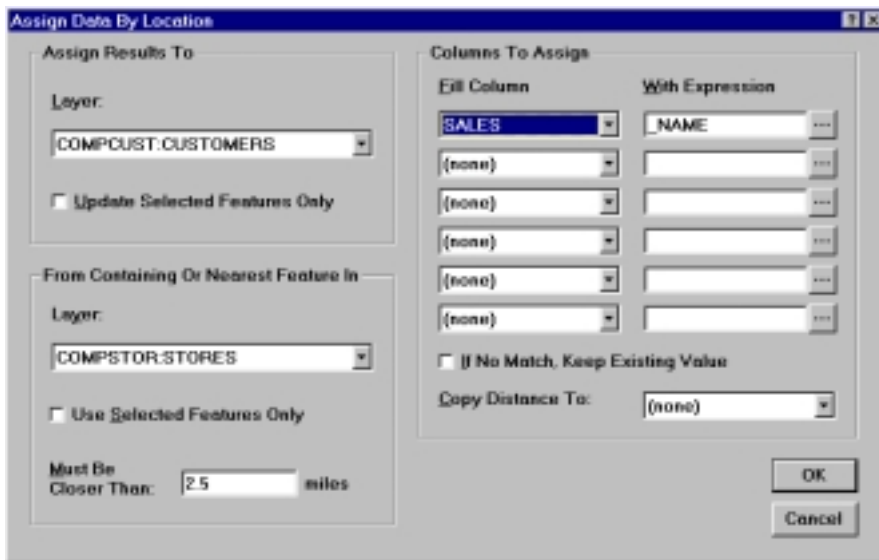 Assign Data By Location
Assign Results To
Layer:
COMPCUST:CUSTOMERS
Update Selected Features Only
From Containing Or Nearest Feature In
Layer:
COMPSTOR:STORES
Use Selected Features Only
Must Be
Closer Than: 2.5 miles
Columns To Assign
Fill Column With Expression
SALES _NAME ...
(none) ...
(none) ...
(none) ...
(none) ...
(none) ...
If No Match, Keep Existing Value
Copy Distance To: (none)
OK
Cancel